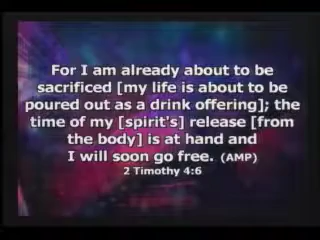 For I am already about to be
sacrificed [my life is about to be
poured out as a drink offering]; the
time of my [spirit's] release [from
the body] is at hand and
I will soon go free. (AMP)
2 Timothy 4:6